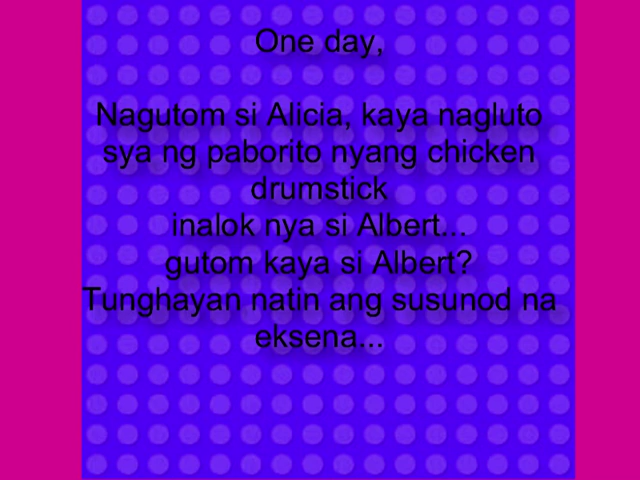 One day,
Nagutom si Alicia, kaya nagluto
sya ng paborito nyang chicken
drumstick
inalok nya si Albert...
gutom kaya si Albert?
Tunghayan natin ang susunod na
eksena...